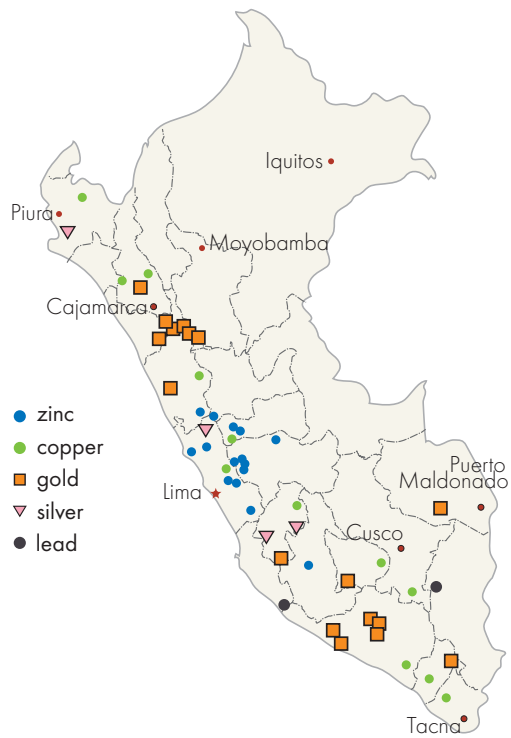 Iquitos
Piura
Moyobamba
Cajamarca
zinc
copper
gold
silver
lead
Puerto
Maldonado
Lima
Cusco
Tacna